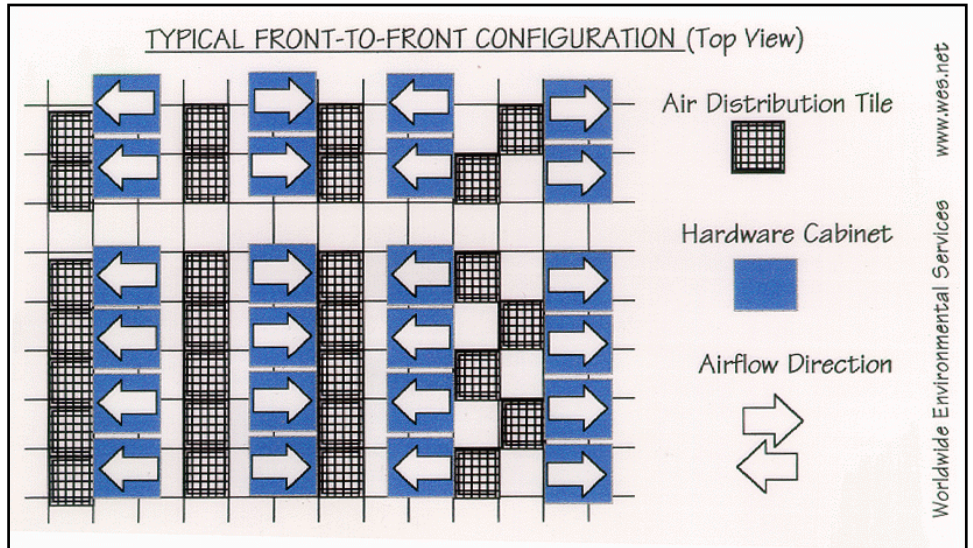 TYPICAL FRONT-TO-FRONT CONFIGURATION (Top View)
Air Distribution Tile
Hardware Cabinet
Airflow Direction
Worldwide Environmental Services www.wes.net